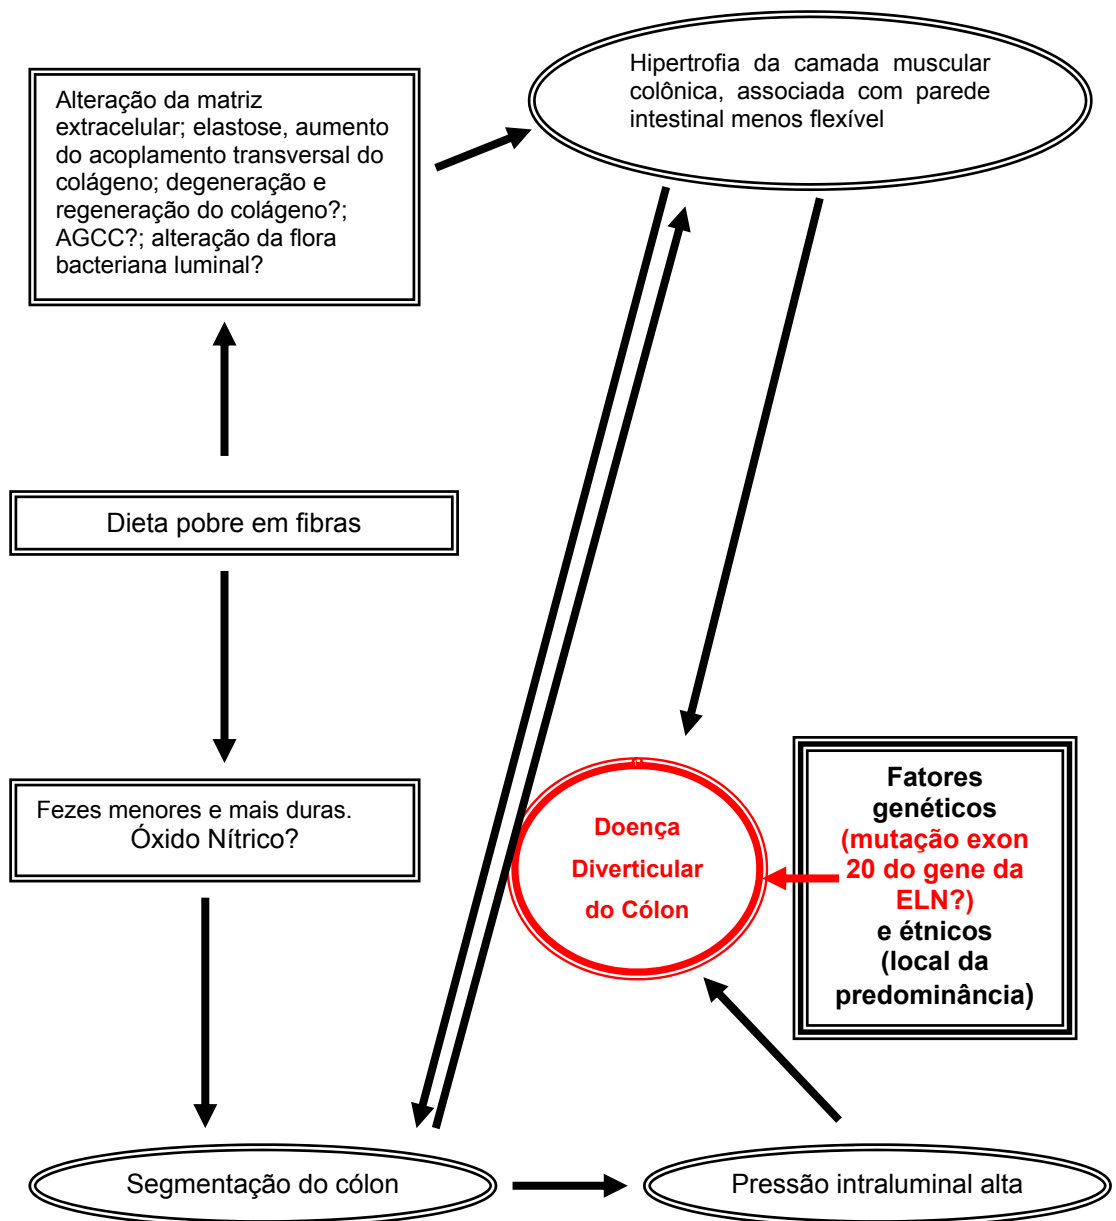 Alteração da matriz
extracelular; elastose, aumento
do acoplamento transversal do
colágeno; degeneração e
regeneração do colágeno?;
AGCC?; alteração da flora
bacteriana luminal?
Hipertrofia da camada muscular
colônica, associada com parede
intestinal menos flexível
Dieta pobre em fibras
Fezes menores e mais duras.
Óxido Nítrico?
Doença
Diverticular
do Cólon
Fatores
genéticos
(mutação exon
20 do gene da
ELN?)
e étnicos
(local da
predominância)
Segmentação do cólon
Pressão intraluminal alta